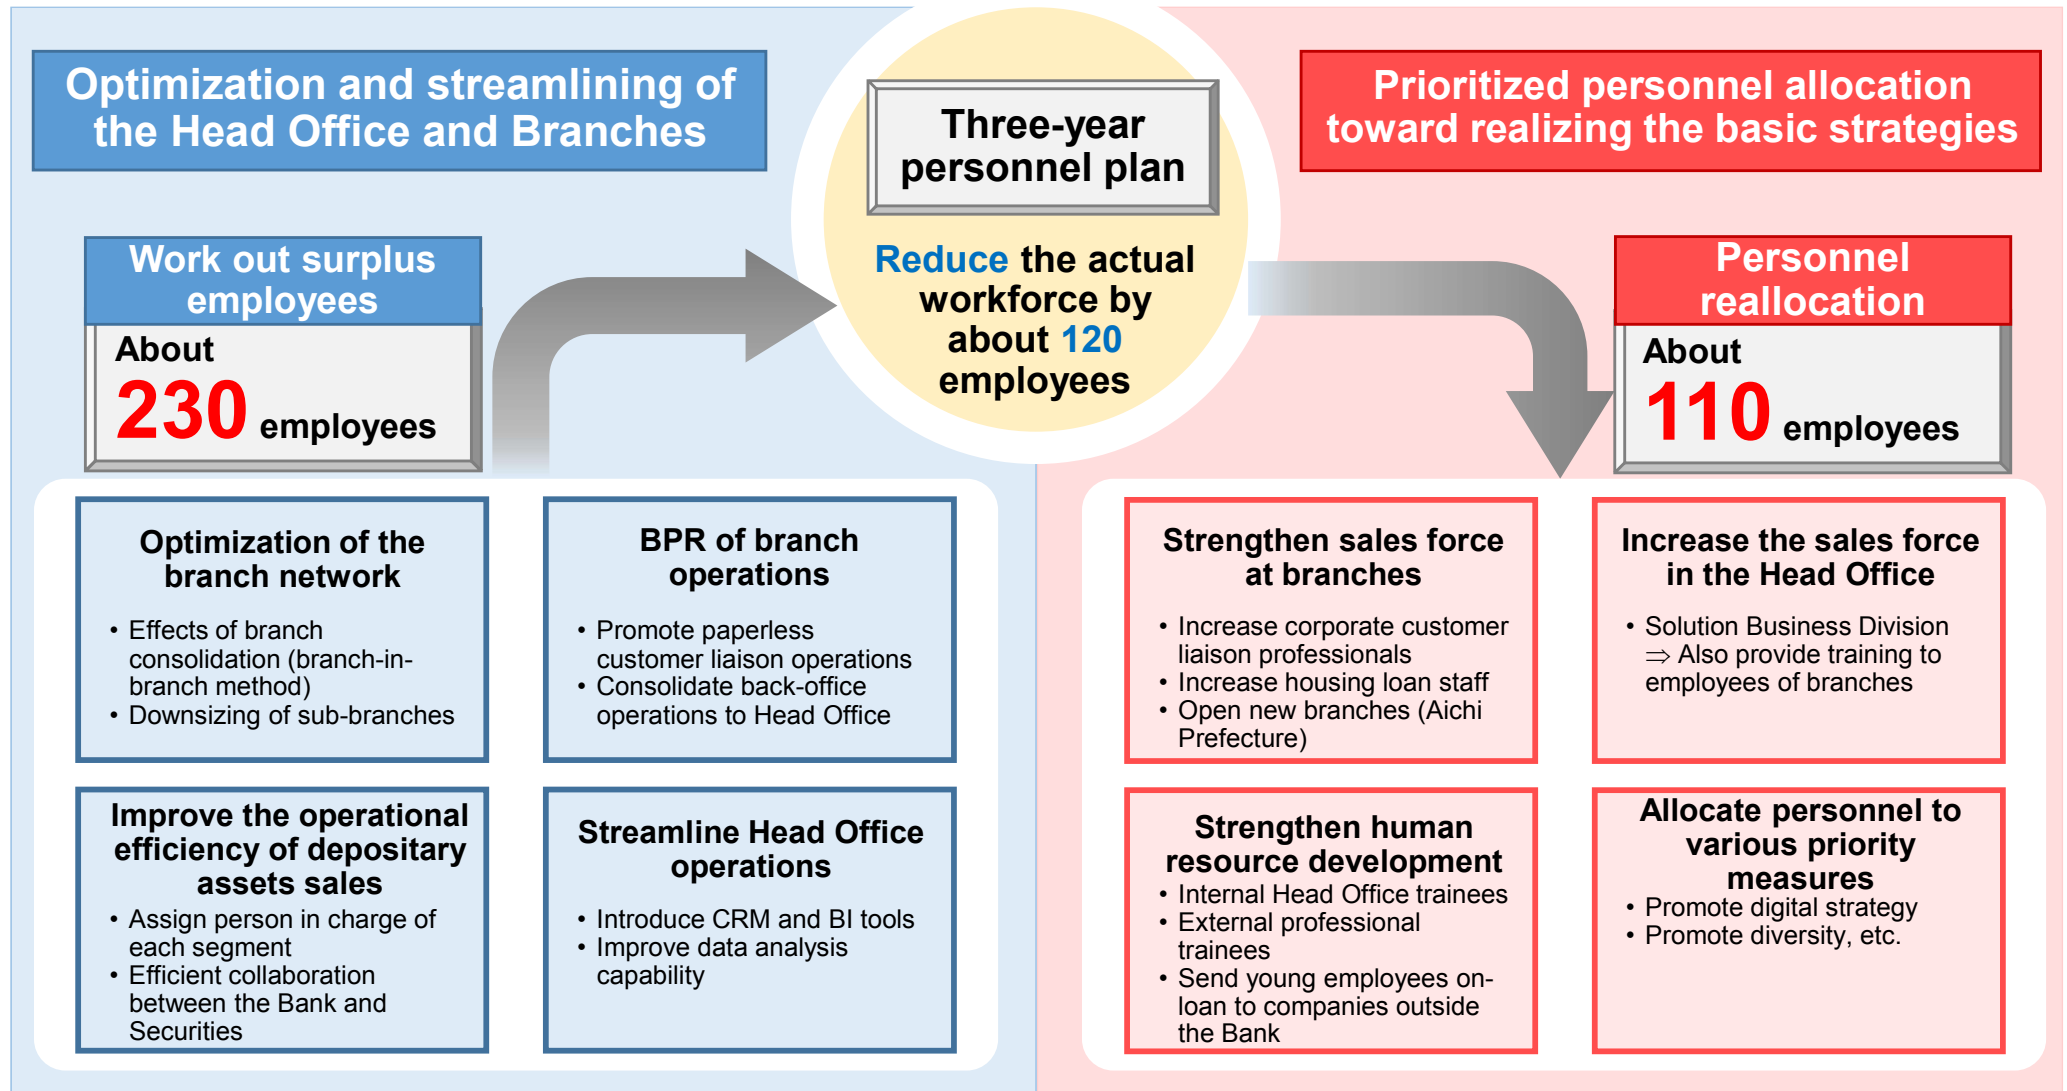 Optimization and streamlining of
the Head Office and Branches
Work out surplus
employees
About
230 employees
Three-year
personnel plan
Reduce the actual
workforce by
about 120
employees
Prioritized personnel allocation
toward realizing the basic strategies
Personnel
reallocation
About
110 employees
Optimization of the
branch network
• Effects of branch
consolidation (branch-in-
branch method)
• Downsizing of sub-branches
BPR of branch
operations
• Promote paperless
customer liaison operations
• Consolidate back-office
operations to Head Office
Improve the operational
efficiency of depositary
assets sales
• Assign person in charge of
each segment
• Efficient collaboration
between the Bank and
Securities
Streamline Head Office
operations
• Introduce CRM and BI tools
• Improve data analysis
capability
Strengthen sales force
at branches
• Increase corporate customer
liaison professionals
• Increase housing loan staff
• Open new branches (Aichi
Prefecture)
Increase the sales force
in the Head Office
• Solution Business Division
⇒ Also provide training to
employees of branches
Strengthen human
resource development
• Internal Head Office trainees
• External professional
trainees
• Send young employees on-
loan to companies outside
the Bank
Allocate personnel to
various priority
measures
• Promote digital strategy
• Promote diversity, etc.